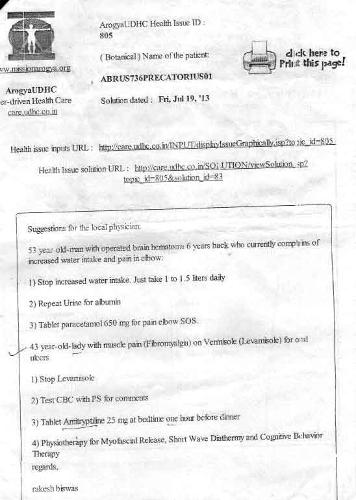 ArogyaUDHC Health Issue ID :
805
( Botanical ) Name of the patient:
click here to
Print this page!
www.missionarogya.org
ABRUS736PRECATORIUS01
ArogyaUDHC
er-driven Health Care
care.udhc.co.in
Solution dated : Fri, Jul 19, '13
Health issue inputs URL : http://care.udhc.co.in/INPUT/displayIssueGraphically.jsp?topic_id=805
Health Issue solution URL : http://care.udhc.co.in/SOLUTION/viewSolution.jsp?
topic_id=805&solution_id=83
Suggestions for the local physician:
53 year old-man with operated brain hematoma 6 years back who currently complains of
increased water intake and pain in elbow:
1) Stop increased water intake. Just take 1 to 1.5 liters daily
2) Repeat Urine for albumin
3) Tablet paracetamol 650 mg for pain elbow SOS.
43 year-old-lady with muscle pain (Fibromyalgia) on Vermisole (Levamisole) for oral
ulcers
1) Stop Levamisole
2) Test CBC with PS for comments
3) Tablet Amitryptiline 25 mg at bedtime one hour before dinner
4) Physiotherapy for Myofascial Release, Short Wave Diathermy and Cognitive Behavior
Therapy
regards,
rakesh biswas